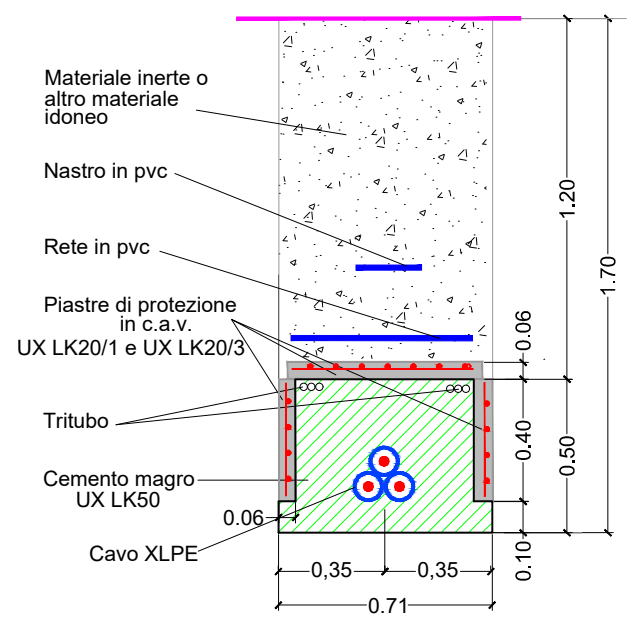 Materiale inerte o
altro materiale
idoneo
Nastro in pvc
Rete in pvc
Piastre di protezione
in c.a.v.
UX LK20/1 e UX LK20/3
Tritubo
Cemento magro
UX LK50
0.06
Cavo XLPE
0,35
0,35
0.71
1.20
1.70
0.06
0.40
0.50
0.10